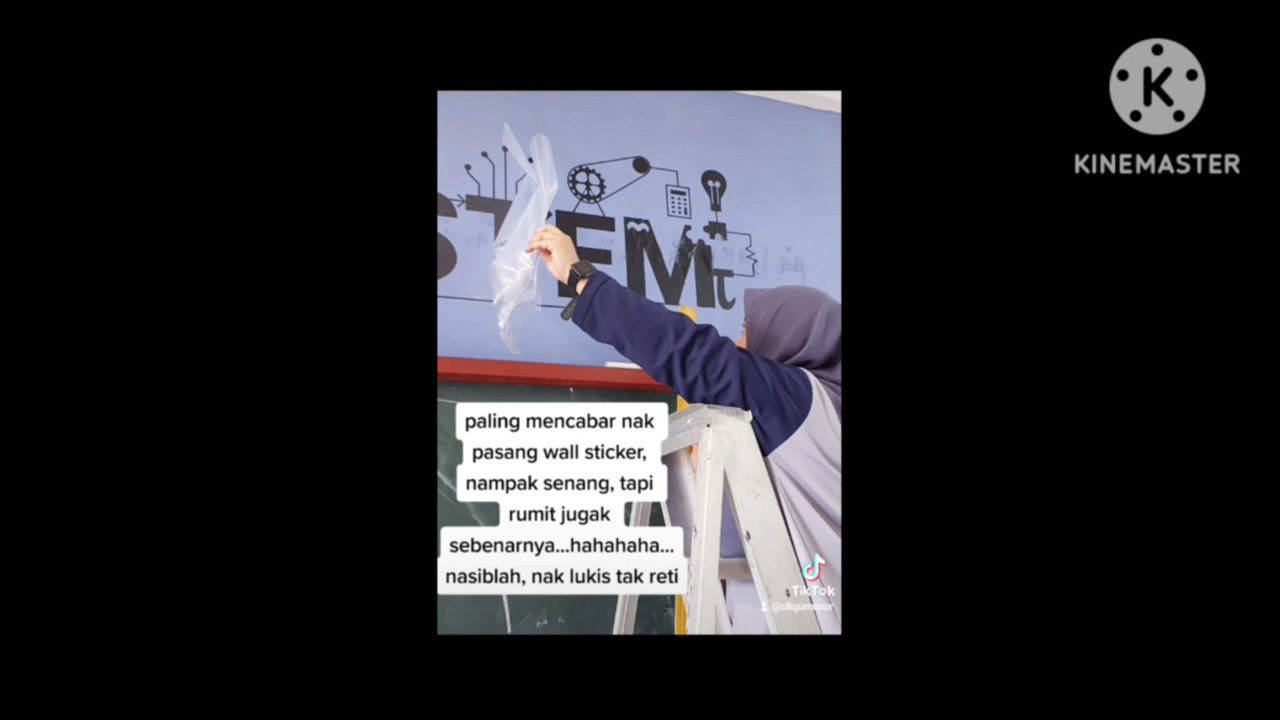 KINEMASTER
STEM
π
paling mencabar nak
pasang wall sticker,
nampak senang, tapi
rumit jugak
sebenarnya...hahahaha...
nasiblah, nak lukis tak reti
TikTok